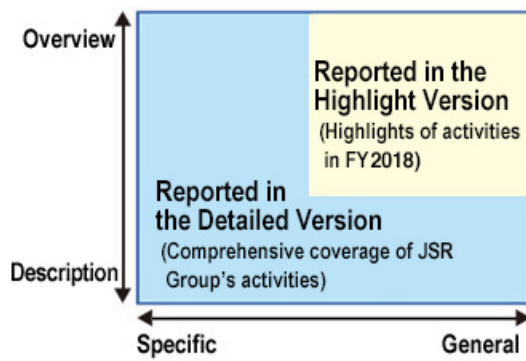 Overview
Reported in the
Highlight Version
(Highlights of activities
in FY2018)
Reported in
the Detailed Version
(Comprehensive coverage of JSR
Group's activities)
Description
Specific
General